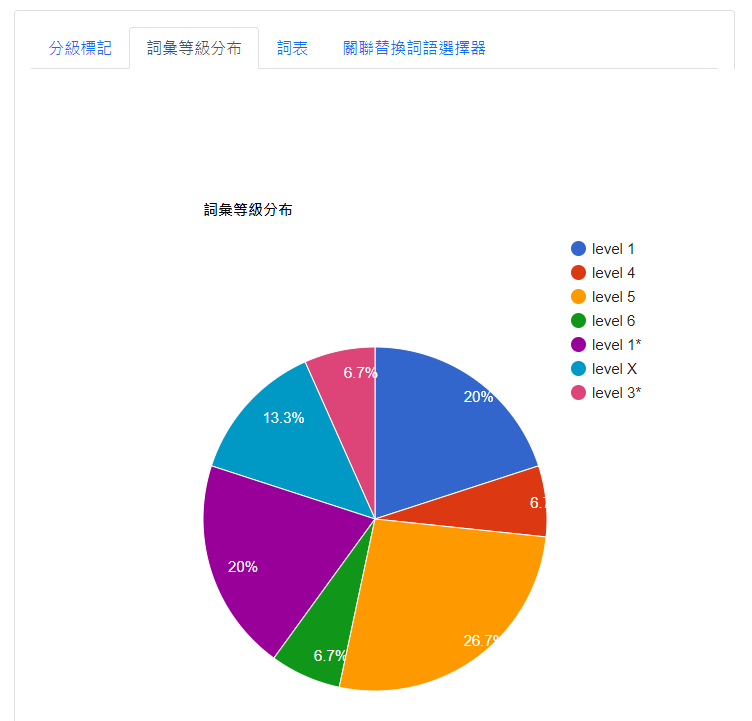 分級標記 詞彙等級分布 詞表 關聯替換詞語選擇器
詞彙等級分布
level 1
level 4
level 5
level 6
level 1*
level X
level 3*
6.7%
20%
13.3%
6.7
20%
26.7%
6.7%